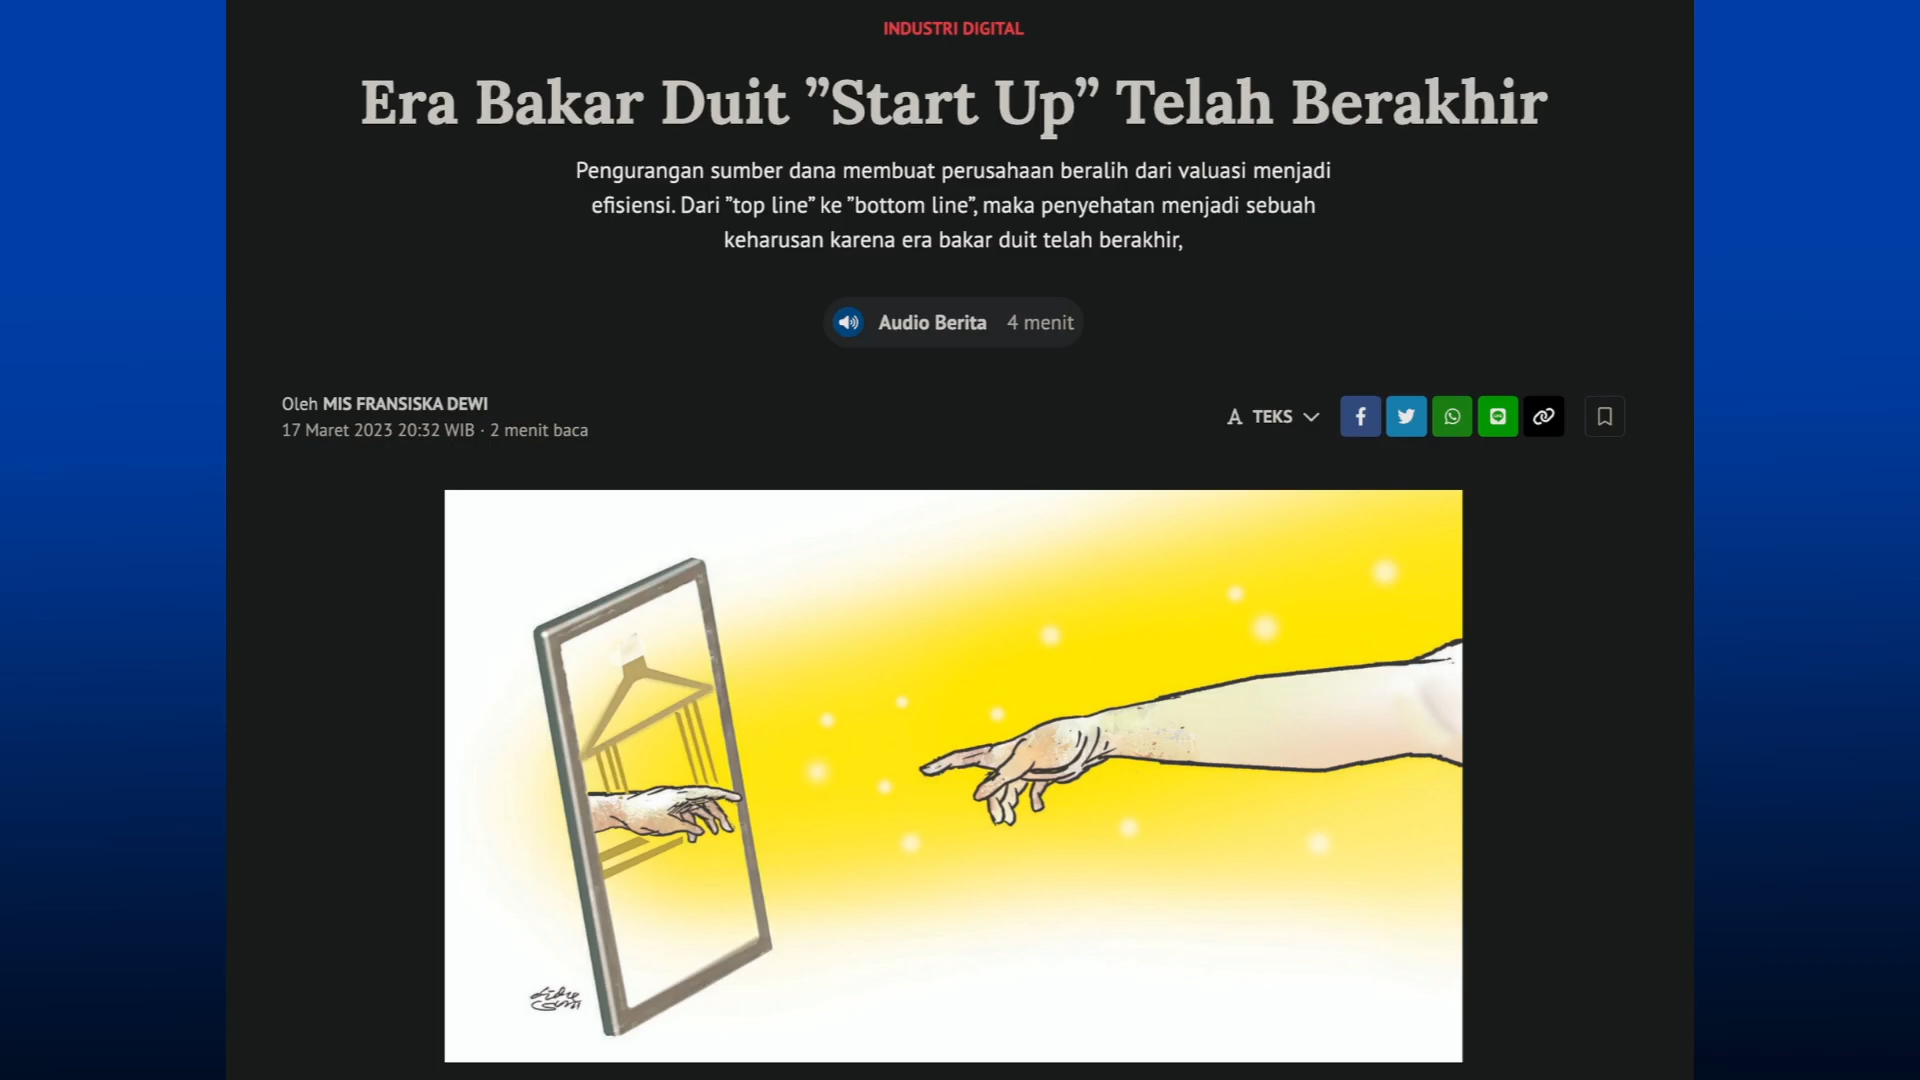 INDUSTRI DIGITAL
Era Bakar Duit ”Start Up” Telah Berakhir
Pengurangan sumber dana membuat perusahaan beralih dari valuasi menjadi
efisiensi. Dari ”top line” ke ”bottom line”, maka penyehatan menjadi sebuah
keharusan karena era bakar duit telah berakhir,
Audio Berita 4 menit
Oleh MIS FRANSISKA DEWI
17 Maret 2023 20:32 WIB · 2 menit baca
A TEKS